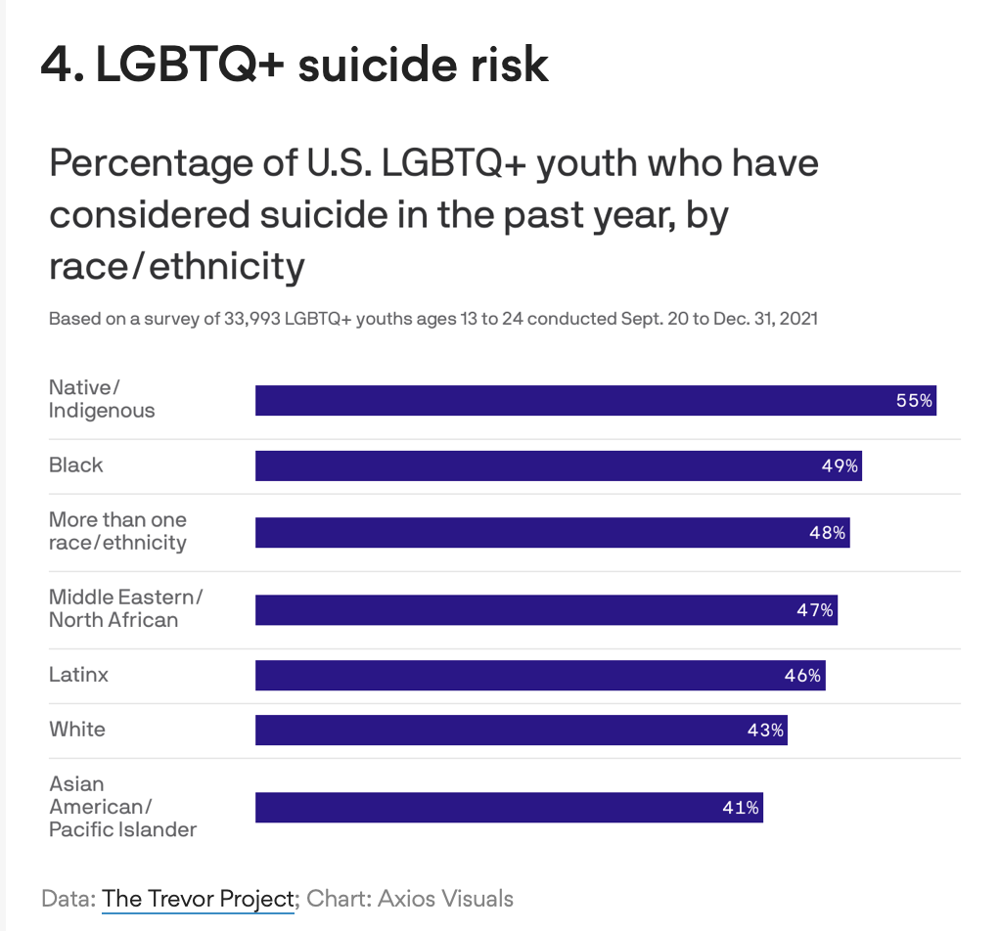 4. LGBTQ+ suicide risk
Percentage of U.S. LGBTQ+ youth who have
considered suicide in the past year, by
race/ethnicity
Based on a survey of 33,993 LGBTQ+ youths ages 13 to 24 conducted Sept. 20 to Dec. 31, 2021
Native/
Indigenous
55%
Black
49%
More than one
race/ethnicity
48%
Middle Eastern/
North African
47%
Latinx
46%
White
43%
Asian
American/
Pacific Islander
41%
Data: The Trevor Project; Chart: Axios Visuals